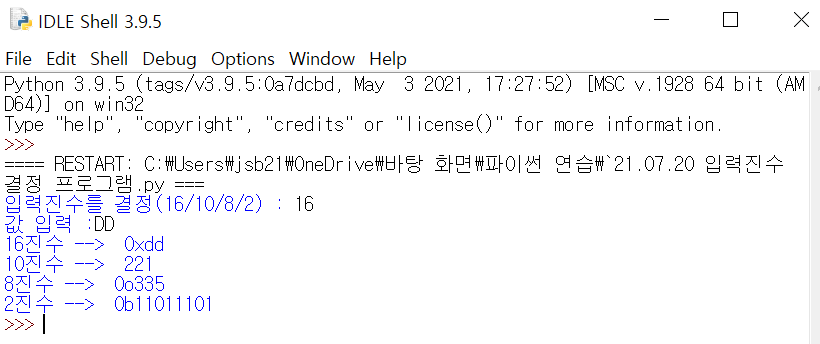 IDLE Shell 3.9.5
File Edit Shell Debug Options Window Help
Python 3.9.5 (tags/v3.9.5:0a7dcbd, May  3 2021, 17:27:52) [MSC v.1928 64 bit (AM
D64)] on win32
Type "help", "copyright", "credits" or "license()" for more information.
>>>
==== RESTART: C:₩Users₩jsb21₩OneDrive₩바탕 화면₩파이썬 연습₩`21.07.20 입력진수
결정 프로그램.py ===
입력진수를 결정(16/10/8/2) : 16
값 입력 :DD
16진수 -->  0xdd
10진수 -->  221
8진수 -->  0o335
2진수 -->  0b11011101
>>>